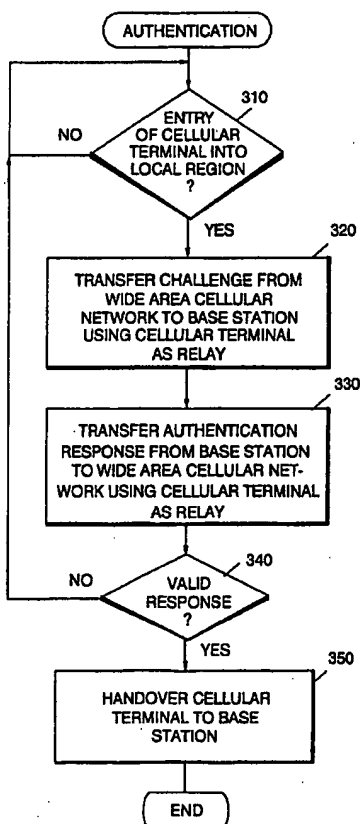 AUTHENTICATION
310
ENTRY
OF CELLULAR
TERMINAL INTO
LOCAL REGION
?
NO
YES
320
TRANSFER CHALLENGE FROM
WIDE AREA CELLULAR
NETWORK TO BASE STATION
USING CELLULAR TERMINAL
AS RELAY
330
TRANSFER AUTHENTICATION
RESPONSE FROM BASE STATION
TO WIDE AREA CELLULAR NET-
WORK USING CELLULAR TERMINAL
AS RELAY
340
NO
VALID
RESPONSE
?
YES
350
HANDOVER CELLULAR
TERMINAL TO BASE
STATION
END